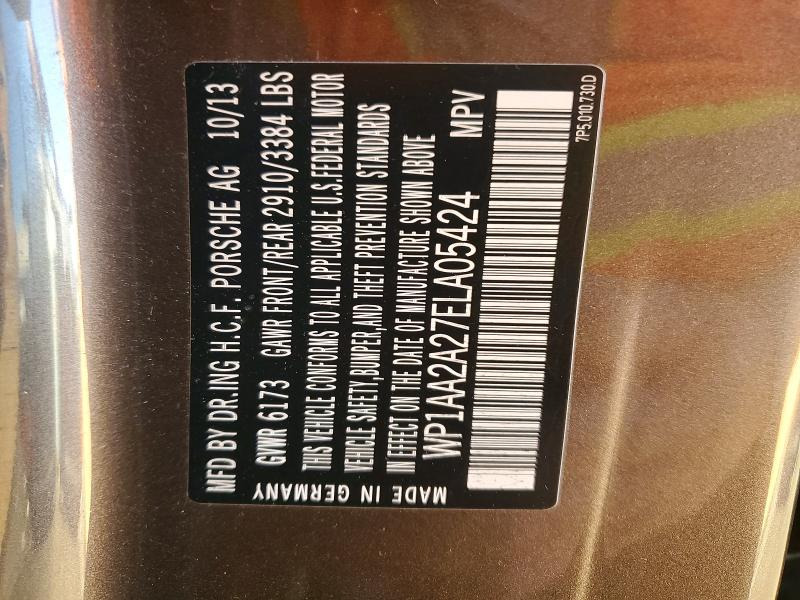 MFD BY DR.ING H.C.F. PORSCHE AG 10/13
GWR 6173 GAWR FRONT/REAR 2910/3384 LBS
THIS VEHICLE CONFORMS TO ALL APPLICABLE U.S.FEDERAL MOTOR
VEHICLE SAFETY,BUMPER,AND THEFT PREVENTION STANDARDS
IN EFFECT ON THE DATE OF MANUFACTURE SHOWN ABOVE
WP1AA2A27ELA05424 MPV
MADE IN GERMANY
7P5.010.730.D